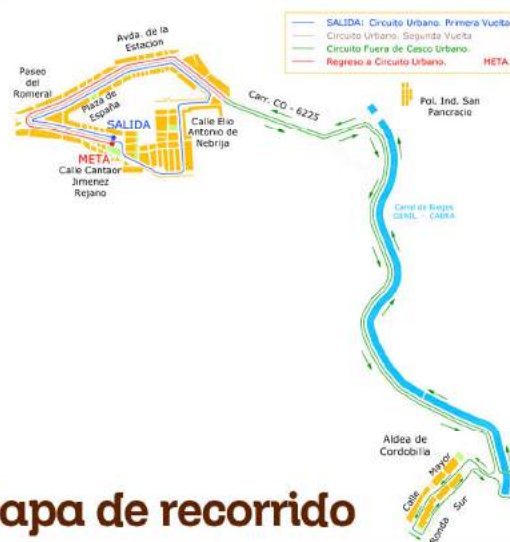 SALIDA: Circuito Urbano. Primera Vuelta
Circuito Urbano. Segunda Vuelta
Circuito Fuera de Casco Urbano.
Regreso a Circuito Urbano. META
Avda. de la
Estacion
Paseo
del
Romeral
Plaza de
España
SALIDA
META
Calle Elio
Antonio de
Nebrija
Calle Cantaor
Jimenez
Rejano
Carr. CO - 6225
Pol. Ind. San
Pancracio
Canal de Riegos
GENIL - CABRA
Aldea de
Cordobilla
Calle Mayor
Ronda Sur
apa de recorrido